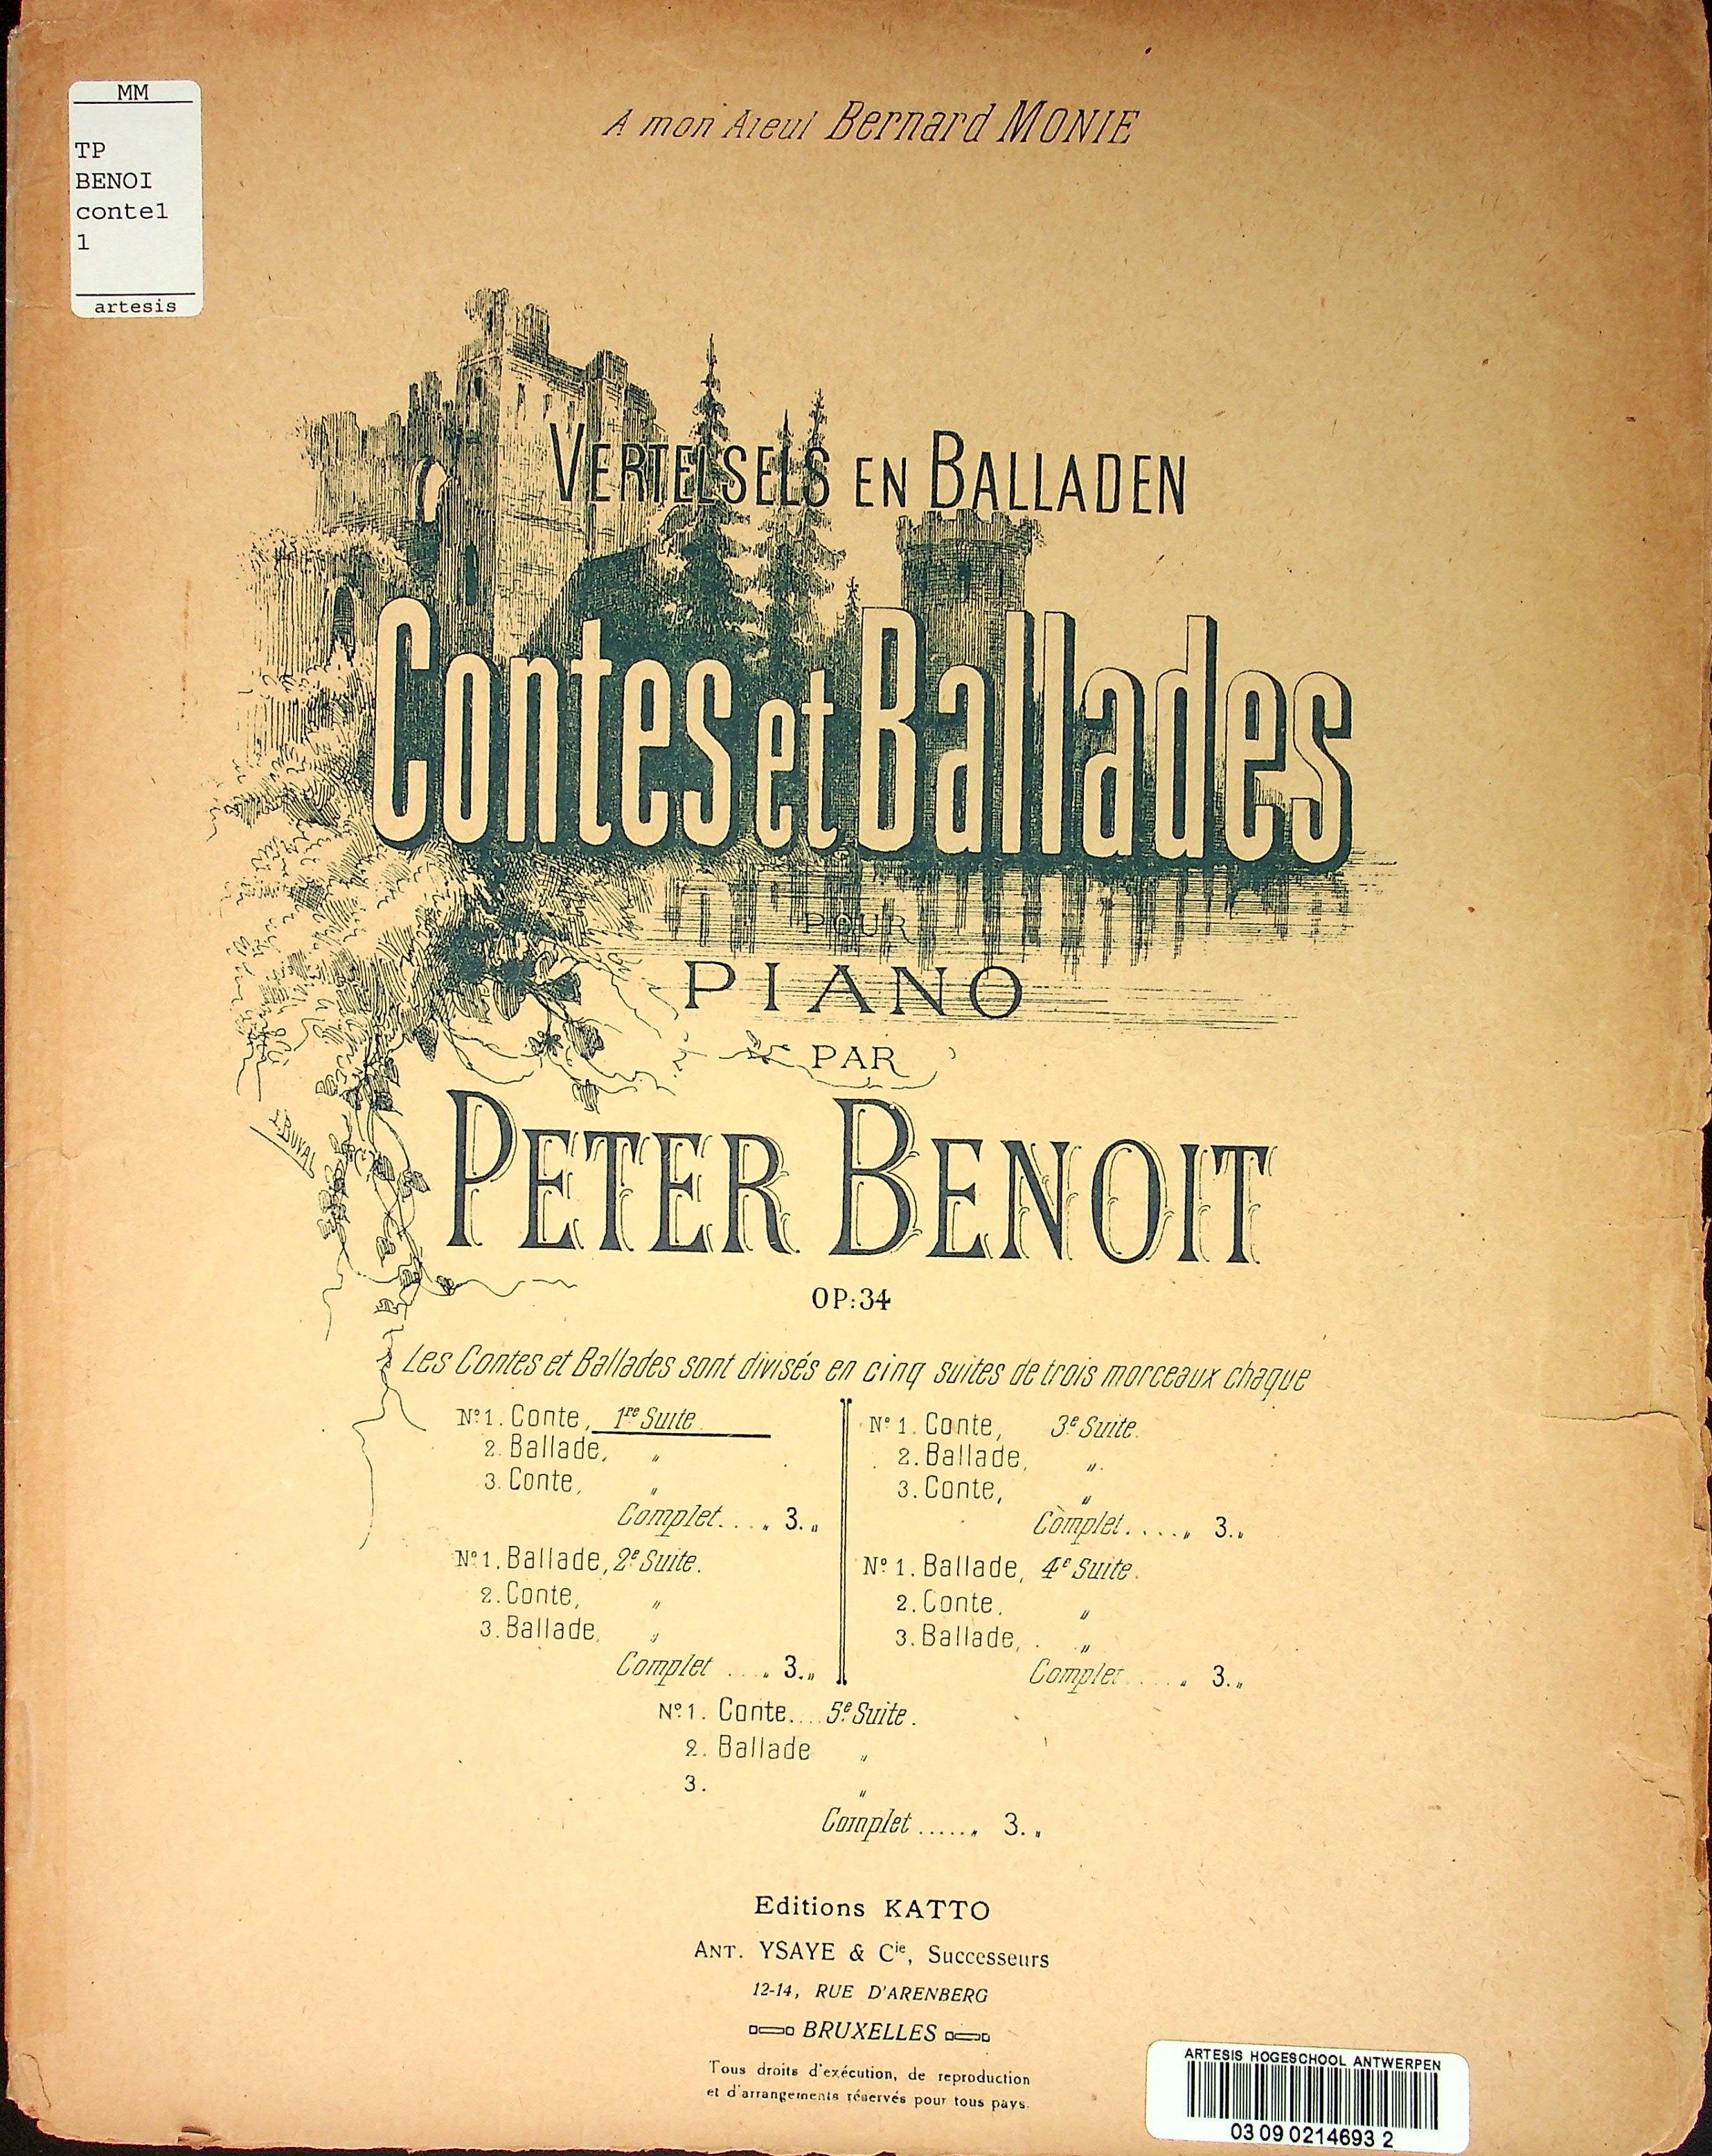 MM
TP
BENOI
conte1
1
artesis
A mon Aïeul Bernard MONIE
VERTELSELS EN BALLADEN
Contes et Ballades
POUR
PIANO
PAR
PETER BENOIT
OP:34
L. BUVAL
Les Contes et Ballades sont divisés en cinq suites de trois morceaux chaque
Nº 1. Conte, 1re Suite.
2. Ballade, "
3. Conte, "
Complet.... „ 3. „
Nº 1. Ballade, 2e Suite.
2. Conte, "
3. Ballade, "
Complet .... „ 3. „
Nº 1. Conte, 3e Suite.
2. Ballade, "
3. Conte, "
Complet..... „ 3. „
Nº 1. Ballade, 4e Suite.
2. Conte, "
3. Ballade, "
Complet..... „ 3. „
Nº 1. Conte.... 5e Suite.
2. Ballade "
3. "
Complet ..... „ 3. „
Editions KATTO
ANT. YSAYE & Cie, Successeurs
12-14, RUE D'ARENBERG
BRUXELLES
Tous droits d'exécution, de reproduction
et d'arrangements réservés pour tous pays.
ARTESIS HOGESCHOOL ANTWERPEN
03 09 0214693 2